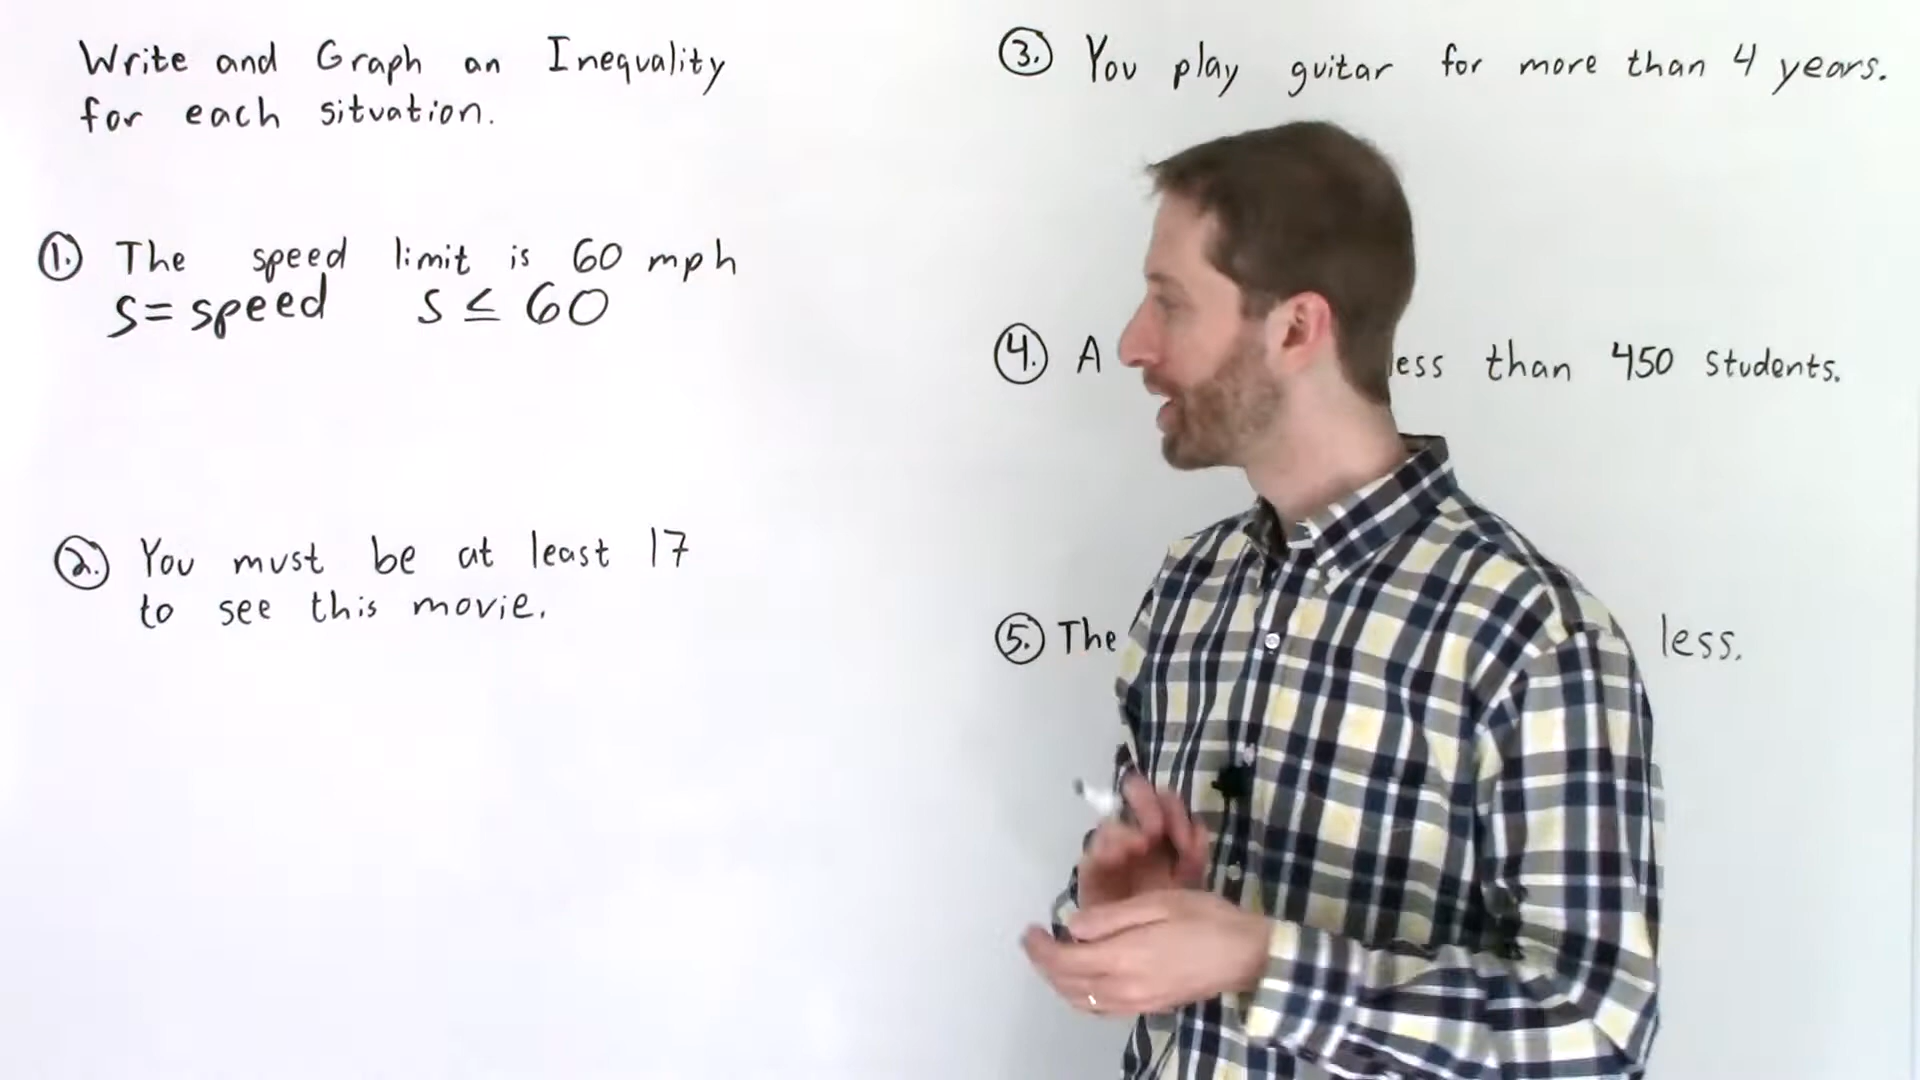 Write and Graph an Inequality
for each situation.
1. The speed limit is 60 mph
s = speed s ≤ 60
2. You must be at least 17
to see this movie.
3. You play guitar for more than 4 years.
4. A than 450 students.
5. The less.